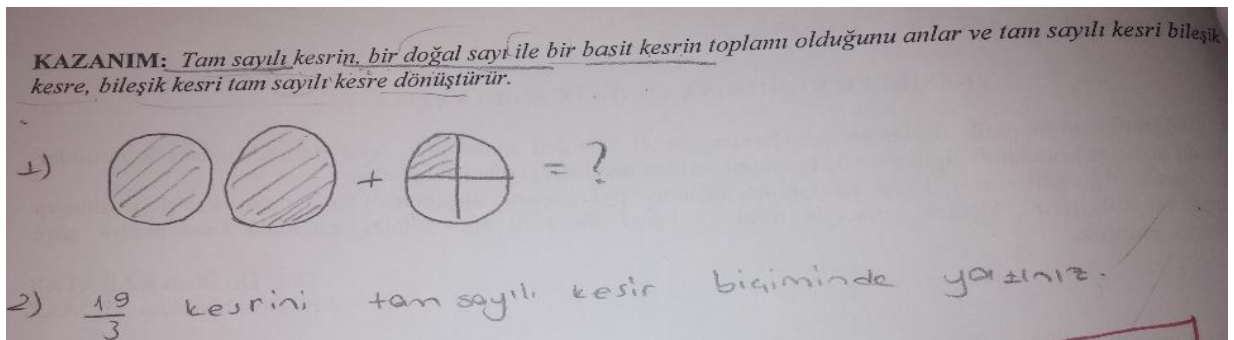 KAZANIM: Tam sayılı kesrin, bir doğal sayı ile bir basit kesrin toplamı olduğunu anlar ve tam sayılı kesri bileşik
kesre, bileşik kesri tam sayılı kesre dönüştürür.
1) + = ?
2) 19/3 kesrini tam sayılı kesir biçiminde yazınız.